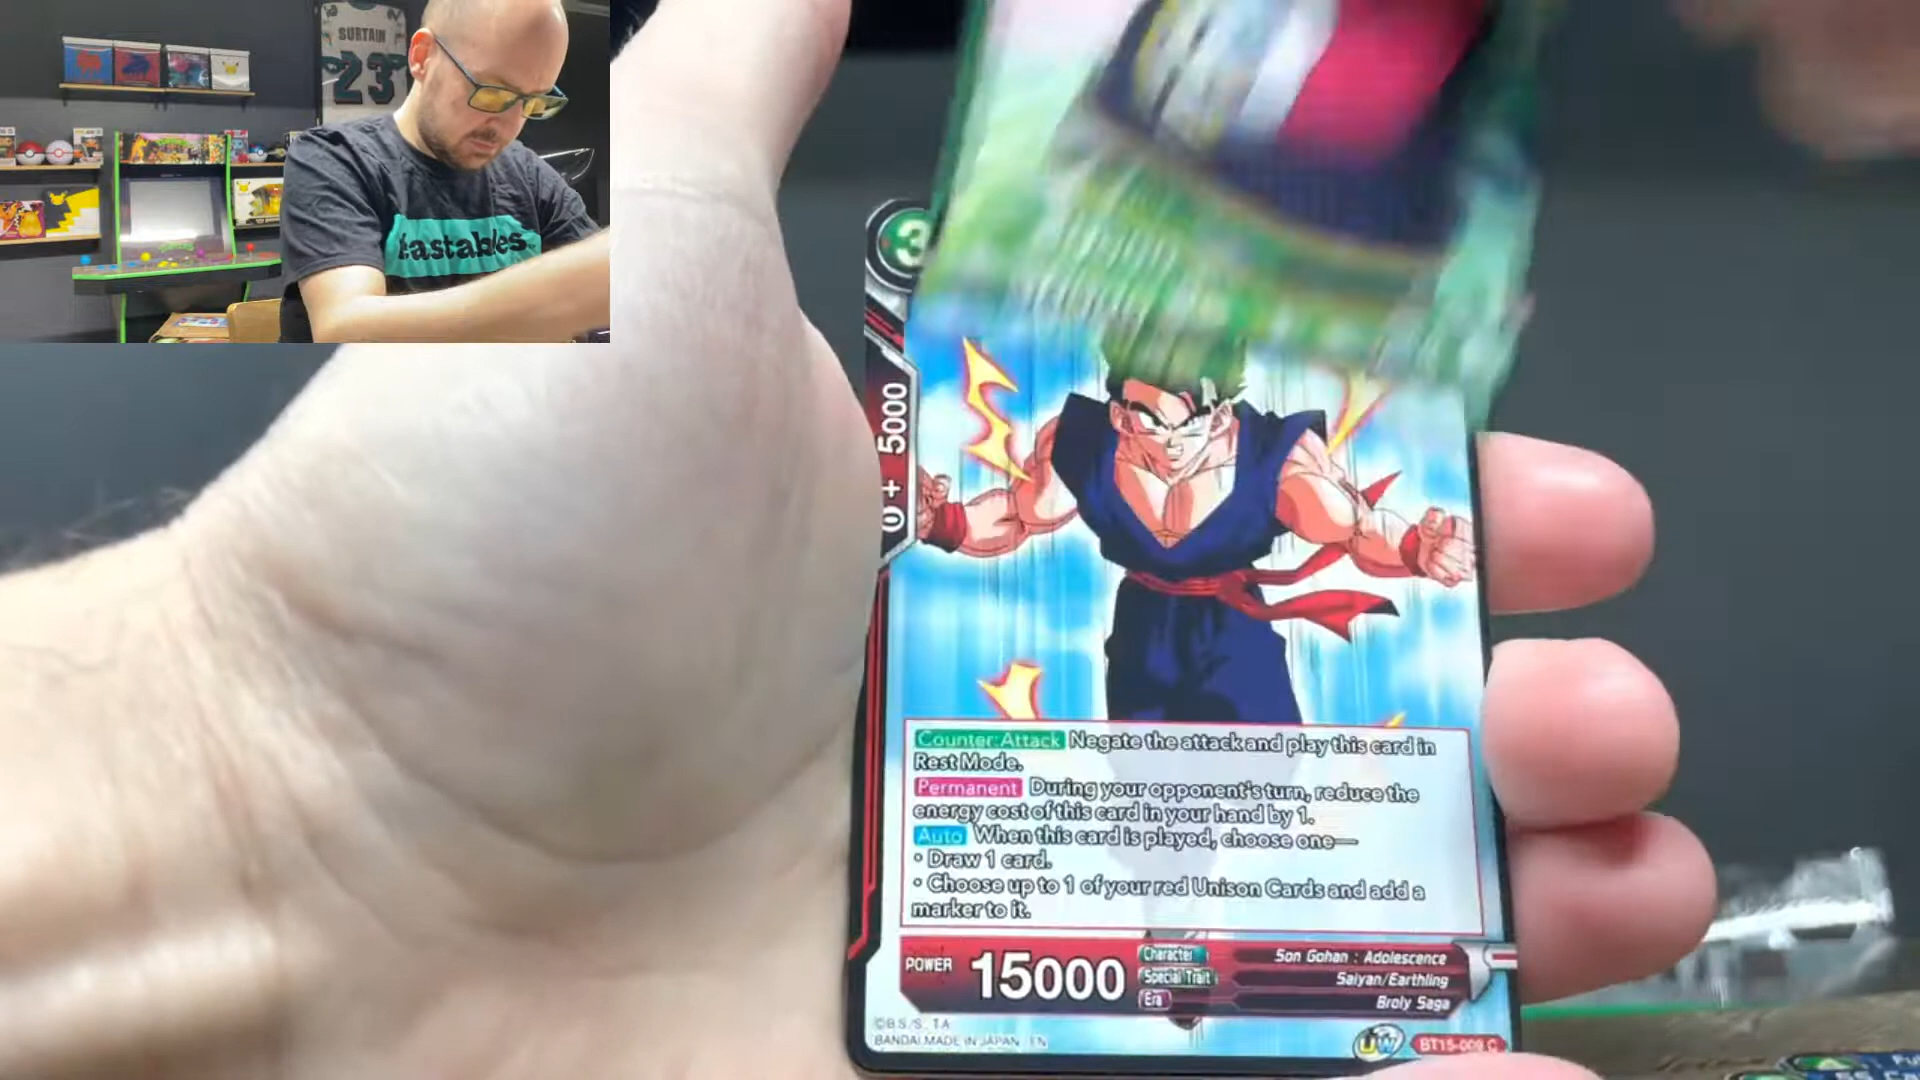 SURTAIN
23
tastables
3
0 + 5000
Counter:Attack Negate the attack and play this card in
Rest Mode.
Permanent During your opponent's turn, reduce the
energy cost of this card in your hand by 1.
Auto When this card is played, choose one—
• Draw 1 card.
• Choose up to 1 of your red Unison Cards and add a
marker to it.
POWER 15000
Character Son Gohan : Adolescence
Special Trait Saiyan/Earthling
Era Broly Saga
©B.S/S.,T.A
BANDAI MADE IN JAPAN EN
UW BT15-009 C